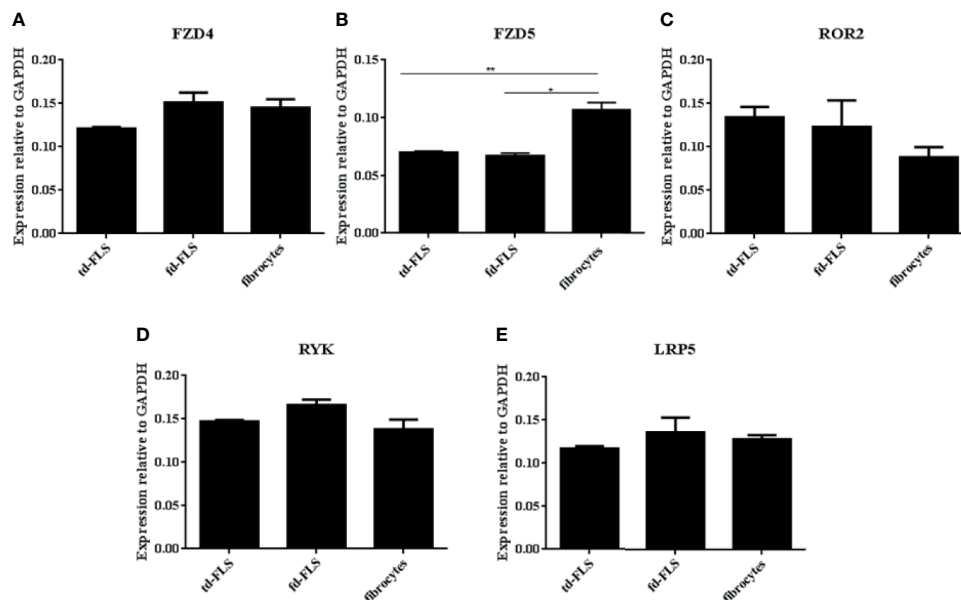 A
FZD4
Expression relative to GAPDH
0.20
0.15
0.10
0.05
0.00
td-FLS
fd-FLS
fibrocytes
B
FZD5
Expression relative to GAPDH
0.15
0.10
0.05
0.00
**
*
td-FLS
fd-FLS
fibrocytes
C
ROR2
Expression relative to GAPDH
0.20
0.15
0.10
0.05
0.00
td-FLS
fd-FLS
fibrocytes
D
RYK
Expression relative to GAPDH
0.20
0.15
0.10
0.05
0.00
td-FLS
fd-FLS
fibrocytes
E
LRP5
Expression relative to GAPDH
0.20
0.15
0.10
0.05
0.00
td-FLS
fd-FLS
fibrocytes